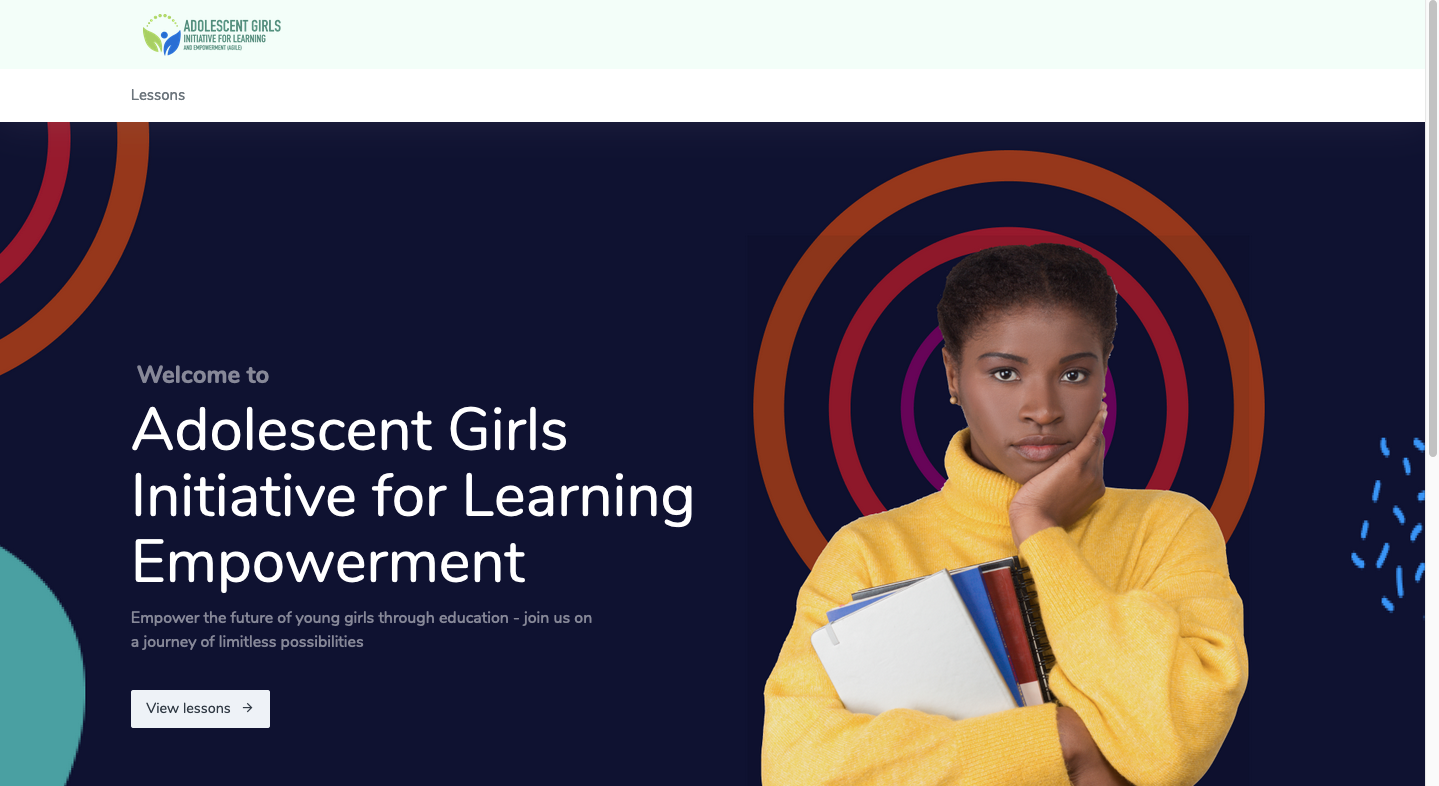 ADOLESCENT GIRLS
INITIATIVE FOR LEARNING
AND EMPOWERMENT (AGILE)
Lessons
Welcome to
Adolescent Girls
Initiative for Learning
Empowerment
Empower the future of young girls through education - join us on
a journey of limitless possibilities
View lessons →